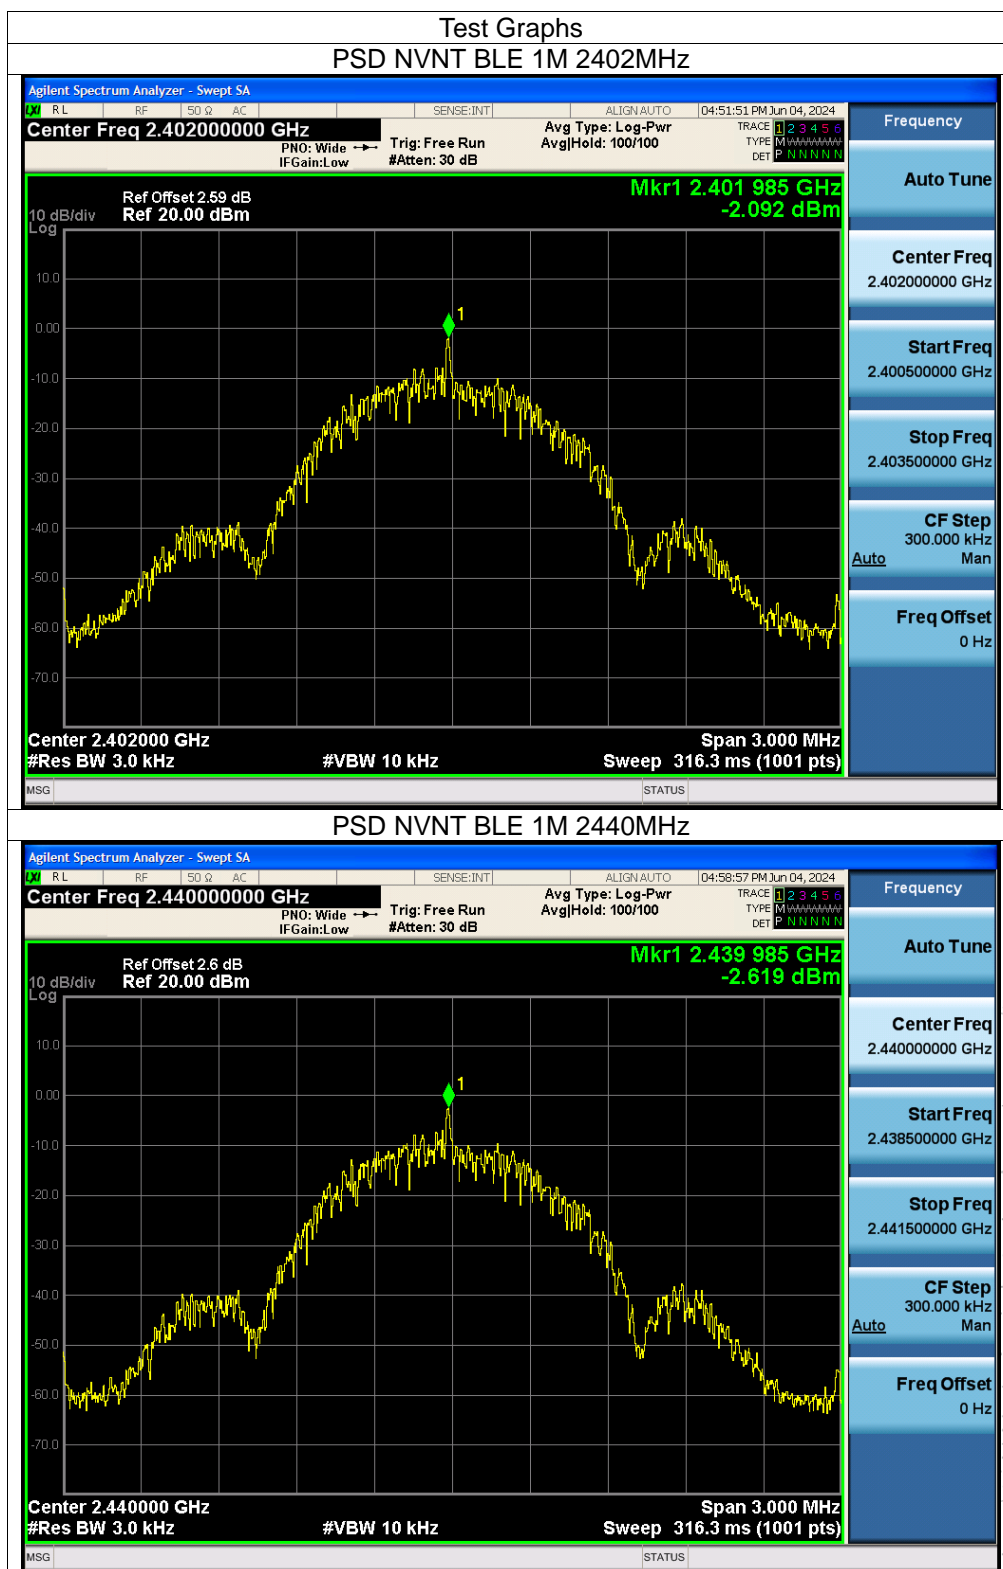 Test Graphs
PSD NVNT BLE 1M 2402MHz
Agilent Spectrum Analyzer - Swept SA
LXI RL RF 50 Ω AC SENSE:INT ALIGN AUTO 04:51:51 PM Jun 04, 2024
Center Freq 2.402000000 GHz Avg Type: Log-Pwr TRACE 1 2 3 4 5 6
PNO: Wide Trig: Free Run Avg|Hold: 100/100 TYPE M WWWWW
IFGain:Low #Atten: 30 dB DET P N N N N N
Frequency
Auto Tune
Mkr1 2.401 985 GHz
Ref Offset 2.59 dB
-2.092 dBm
10 dB/div Ref 20.00 dBm
Log
10.0
0.00
-10.0
-20.0
-30.0
-40.0
-50.0
-60.0
-70.0
1
Center Freq
2.402000000 GHz
Start Freq
2.400500000 GHz
Stop Freq
2.403500000 GHz
CF Step
300.000 kHz
Auto Man
Freq Offset
0 Hz
Center 2.402000 GHz Span 3.000 MHz
#Res BW 3.0 kHz #VBW 10 kHz Sweep 316.3 ms (1001 pts)
MSG STATUS
PSD NVNT BLE 1M 2440MHz
Agilent Spectrum Analyzer - Swept SA
LXI RL RF 50 Ω AC SENSE:INT ALIGN AUTO 04:58:57 PM Jun 04, 2024
Center Freq 2.440000000 GHz Avg Type: Log-Pwr TRACE 1 2 3 4 5 6
PNO: Wide Trig: Free Run Avg|Hold: 100/100 TYPE M WWWWW
IFGain:Low #Atten: 30 dB DET P N N N N N
Frequency
Auto Tune
Mkr1 2.439 985 GHz
Ref Offset 2.6 dB
-2.619 dBm
10 dB/div Ref 20.00 dBm
Log
10.0
0.00
-10.0
-20.0
-30.0
-40.0
-50.0
-60.0
-70.0
1
Center Freq
2.440000000 GHz
Start Freq
2.438500000 GHz
Stop Freq
2.441500000 GHz
CF Step
300.000 kHz
Auto Man
Freq Offset
0 Hz
Center 2.440000 GHz Span 3.000 MHz
#Res BW 3.0 kHz #VBW 10 kHz Sweep 316.3 ms (1001 pts)
MSG STATUS